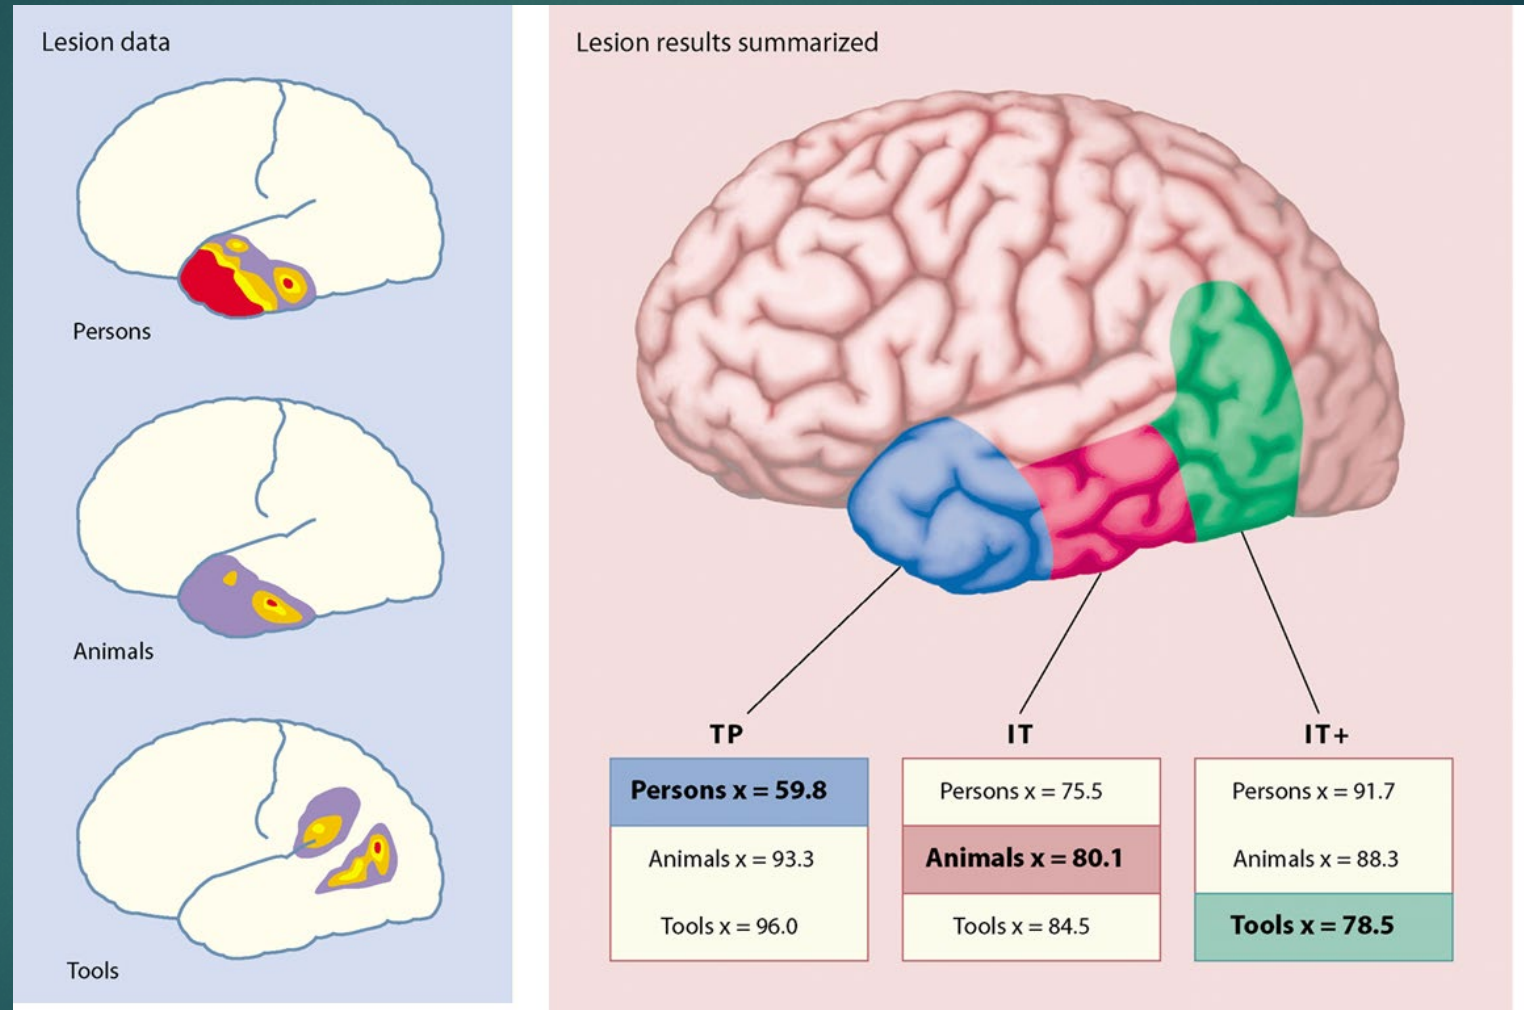 Lesion data
Persons
Animals
Tools
Lesion results summarized
TP
Persons x = 59.8
Animals x = 93.3
Tools x = 96.0
IT
Persons x = 75.5
Animals x = 80.1
Tools x = 84.5
IT+
Persons x = 91.7
Animals x = 88.3
Tools x = 78.5